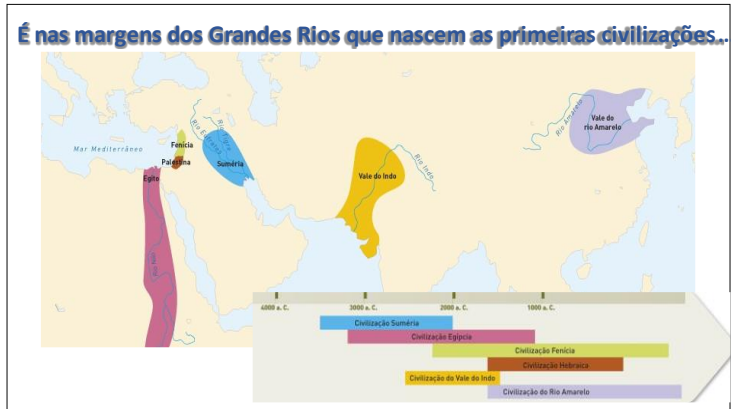 É nas margens dos Grandes Rios que nascem as primeiras civilizações...
Mar Mediterrâneo
Fenícia
Palestina
Egito
Rio Nilo
Rio Eufrates
Rio Tigre
Suméria
Vale do Indo
Rio Indo
Rio Amarelo
Vale do
rio Amarelo
4000 a. C.
3000 a. C.
2000 a. C.
1000 a. C.
Civilização Suméria
Civilização Egípcia
Civilização Fenícia
Civilização Hebraica
Civilização do Vale do Indo
Civilização do Rio Amarelo